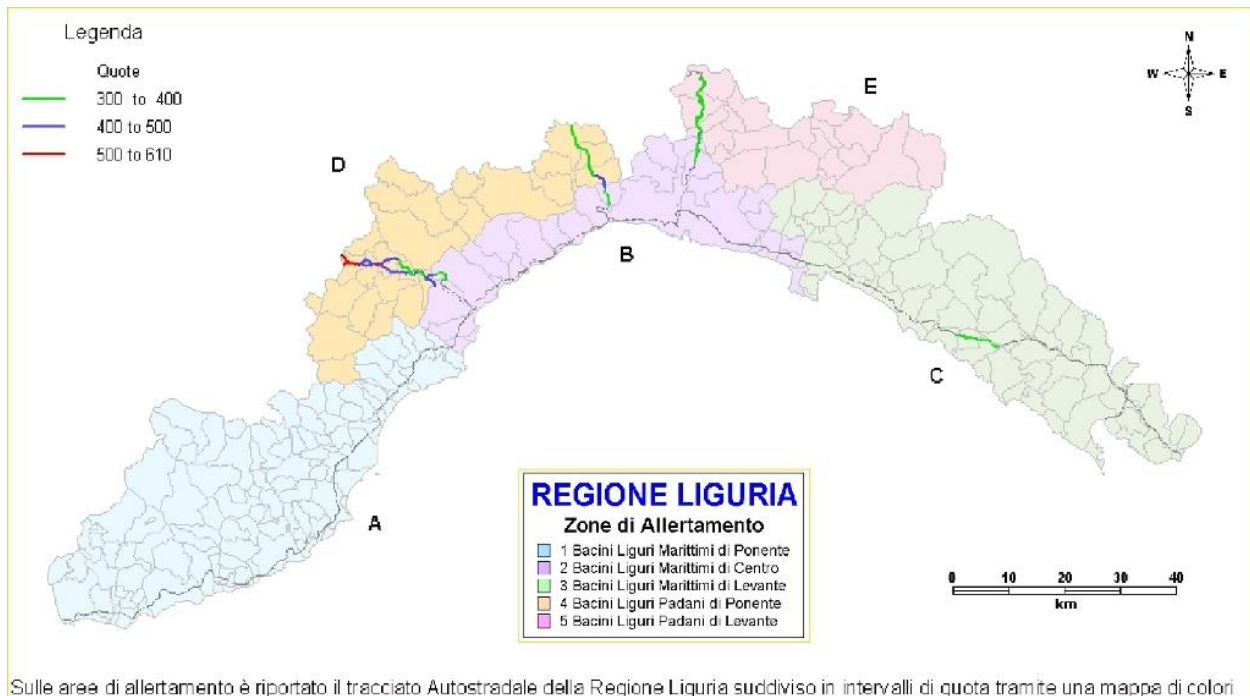 Legenda
Quote
300 to 400
400 to 500
500 to 610
N
W E
S
E
D
B
C
A
REGIONE LIGURIA
Zone di Allertamento
1 Bacini Liguri Marittimi di Ponente
2 Bacini Liguri Marittimi di Centro
3 Bacini Liguri Marittimi di Levante
4 Bacini Liguri Padani di Ponente
5 Bacini Liguri Padani di Levante
0 10 20 30 40
km
Sulle aree di allertamento è riportato il tracciato Autostradale della Regione Liguria suddiviso in intervalli di quota tramite una mappa di colori